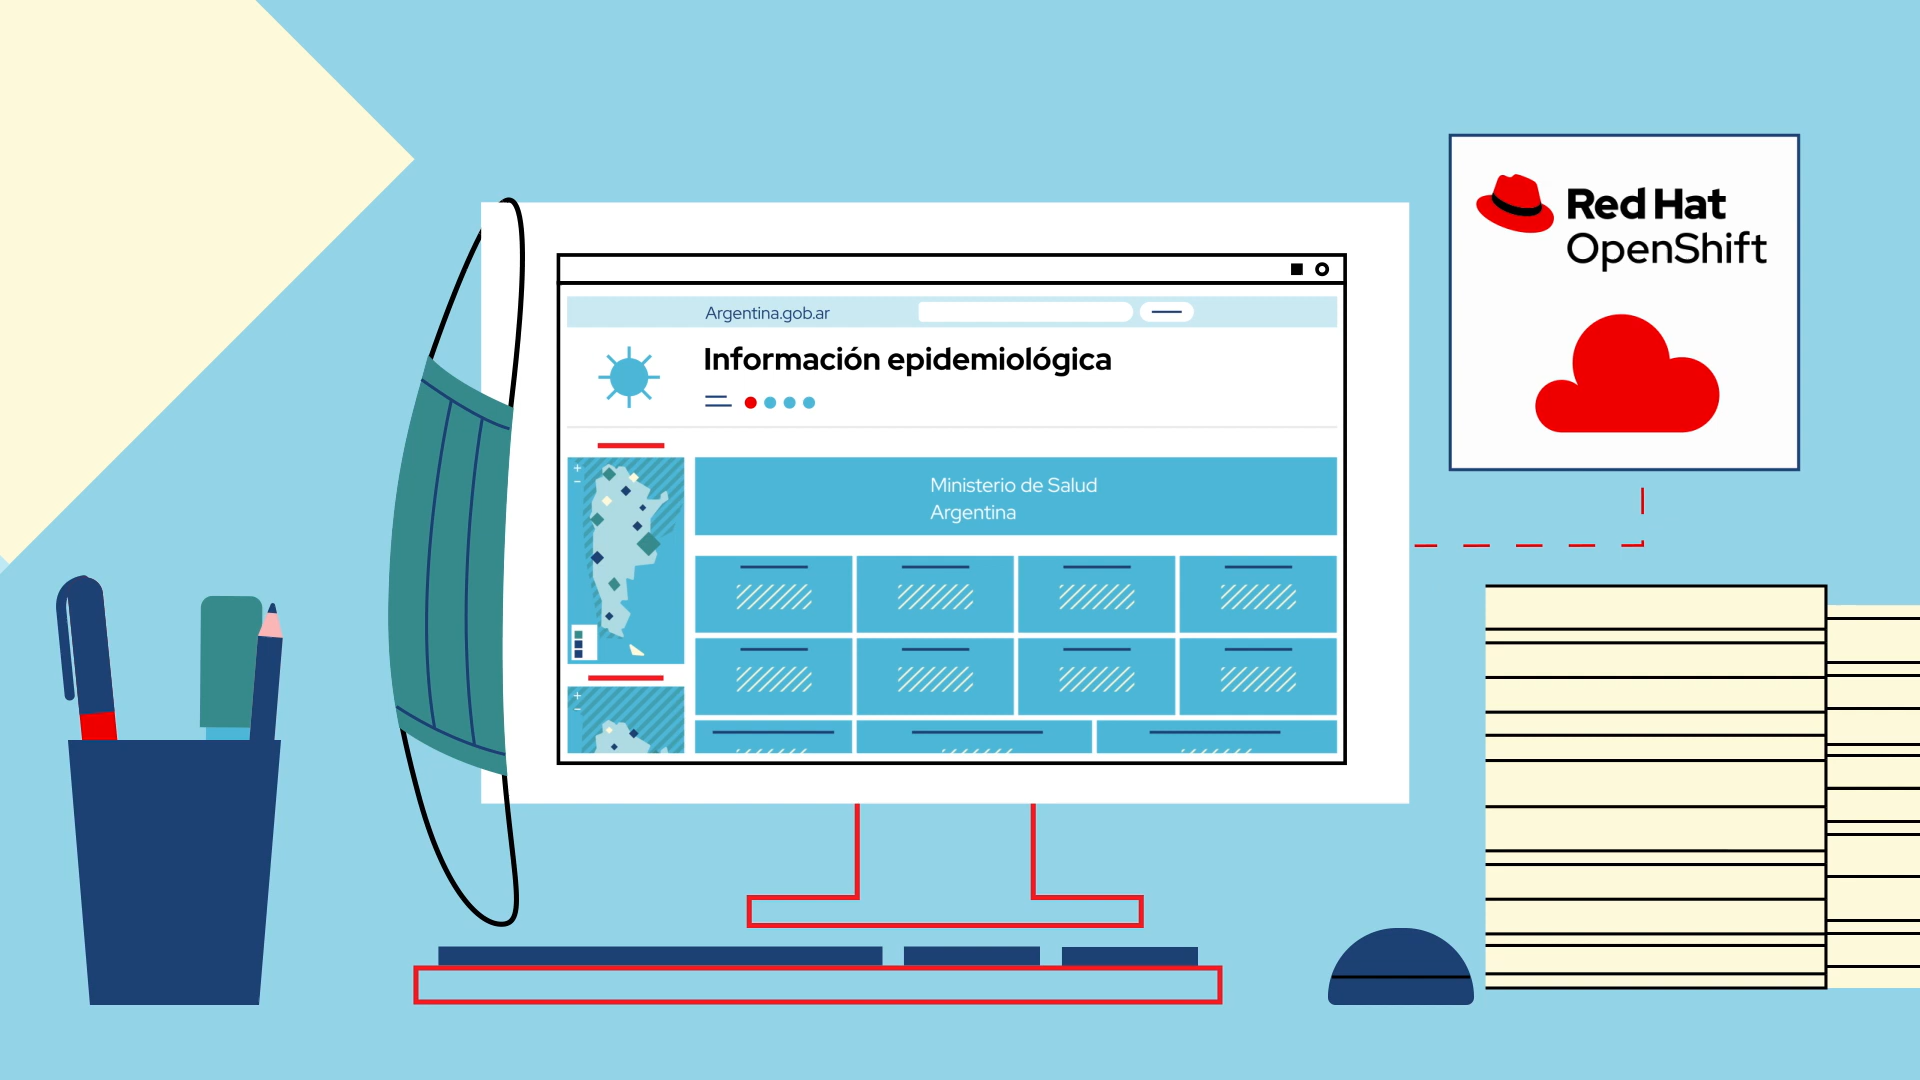 Red Hat
OpenShift
Argentina.gob.ar
Información epidemiológica
Ministerio de Salud
Argentina